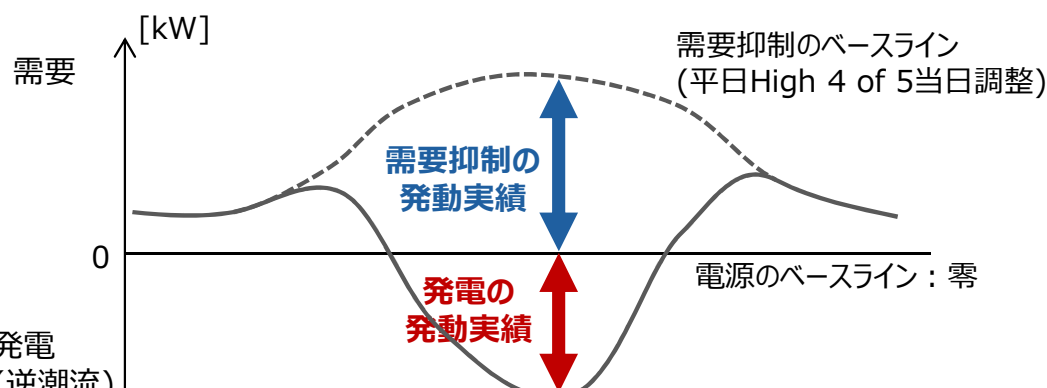 [kW]
需要
需要抑制のベースライン
(平日High 4 of 5当日調整)
需要抑制の
発動実績
0
電源のベースライン：零
発電の
発動実績
発電
(逆潮流)